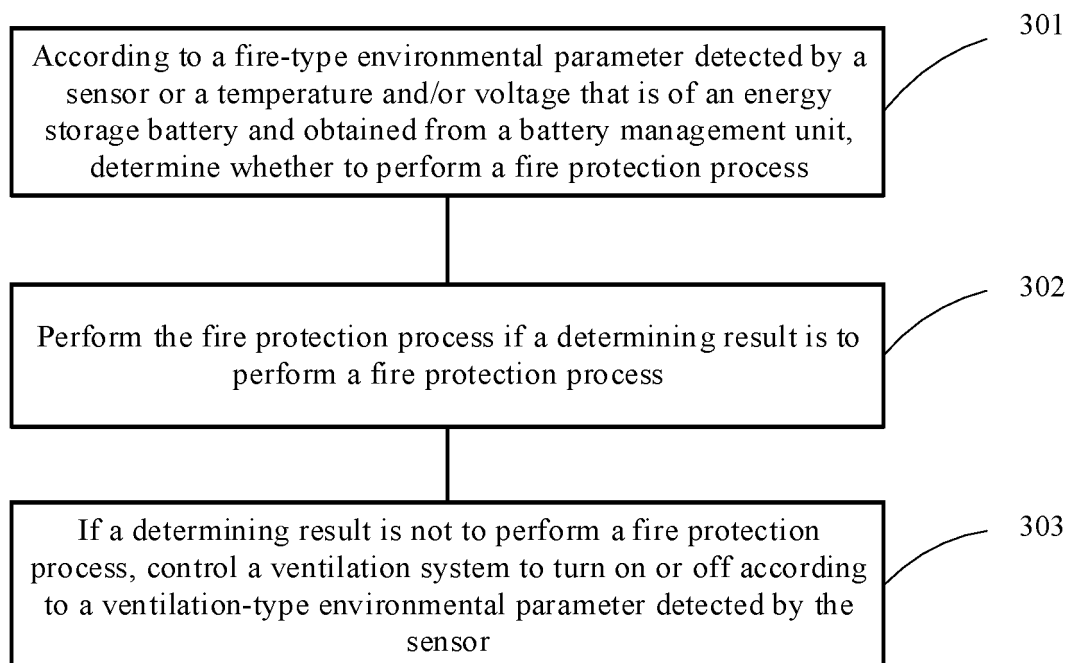 301
According to a fire-type environmental parameter detected by a
sensor or a temperature and/or voltage that is of an energy
storage battery and obtained from a battery management unit,
determine whether to perform a fire protection process
302
Perform the fire protection process if a determining result is to
perform a fire protection process
303
If a determining result is not to perform a fire protection
process, control a ventilation system to turn on or off according
to a ventilation-type environmental parameter detected by the
sensor